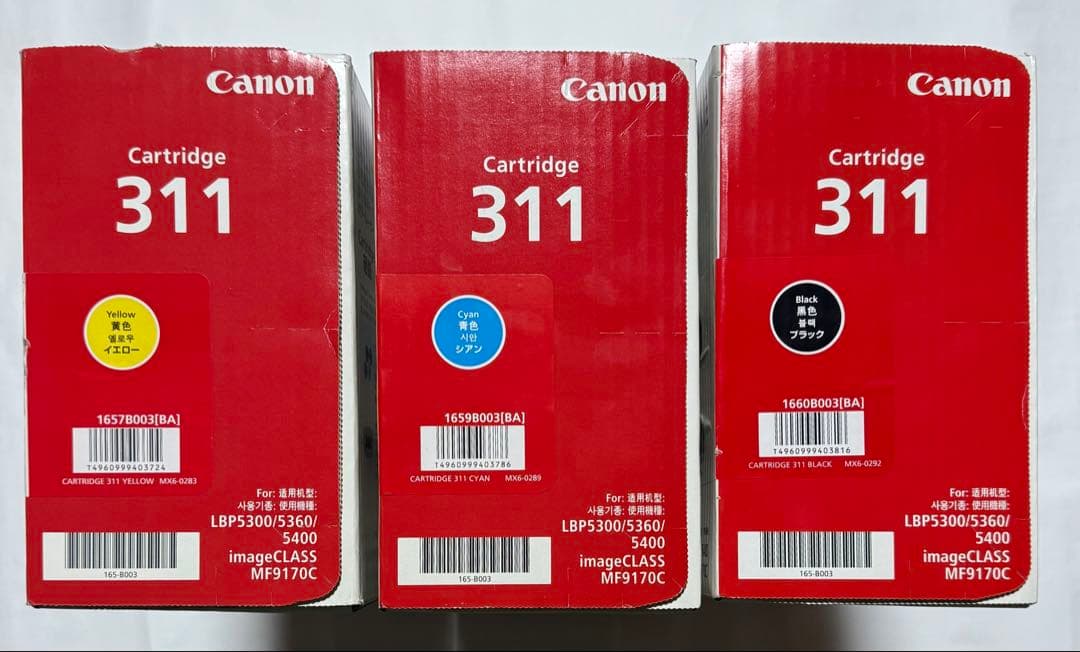 Canon
Cartridge
311
Yellow
黃色
옐로우
イエロー
1657B003[BA]
T4960999403724
CARTRIDGE 311 YELLOW MX6-0283
For: 适用机型:
사용기종: 使用機種:
LBP5300/5360/
5400
imageCLASS
MF9170C
165-B003
Canon
Cartridge
311
Cyan
青色
시안
シアン
1659B003[BA]
T4960999403786
CARTRIDGE 311 CYAN MX6-0289
For: 适用机型:
사용기종: 使用機種:
LBP5300/5360/
5400
imageCLASS
MF9170C
165-B003
Canon
Cartridge
311
Black
黑色
블랙
ブラック
1660B003[BA]
T4960999403816
CARTRIDGE 311 BLACK MX6-0292
For: 适用机型:
사용기종: 使用機種:
LBP5300/5360/
5400
imageCLASS
MF9170C
165-B003